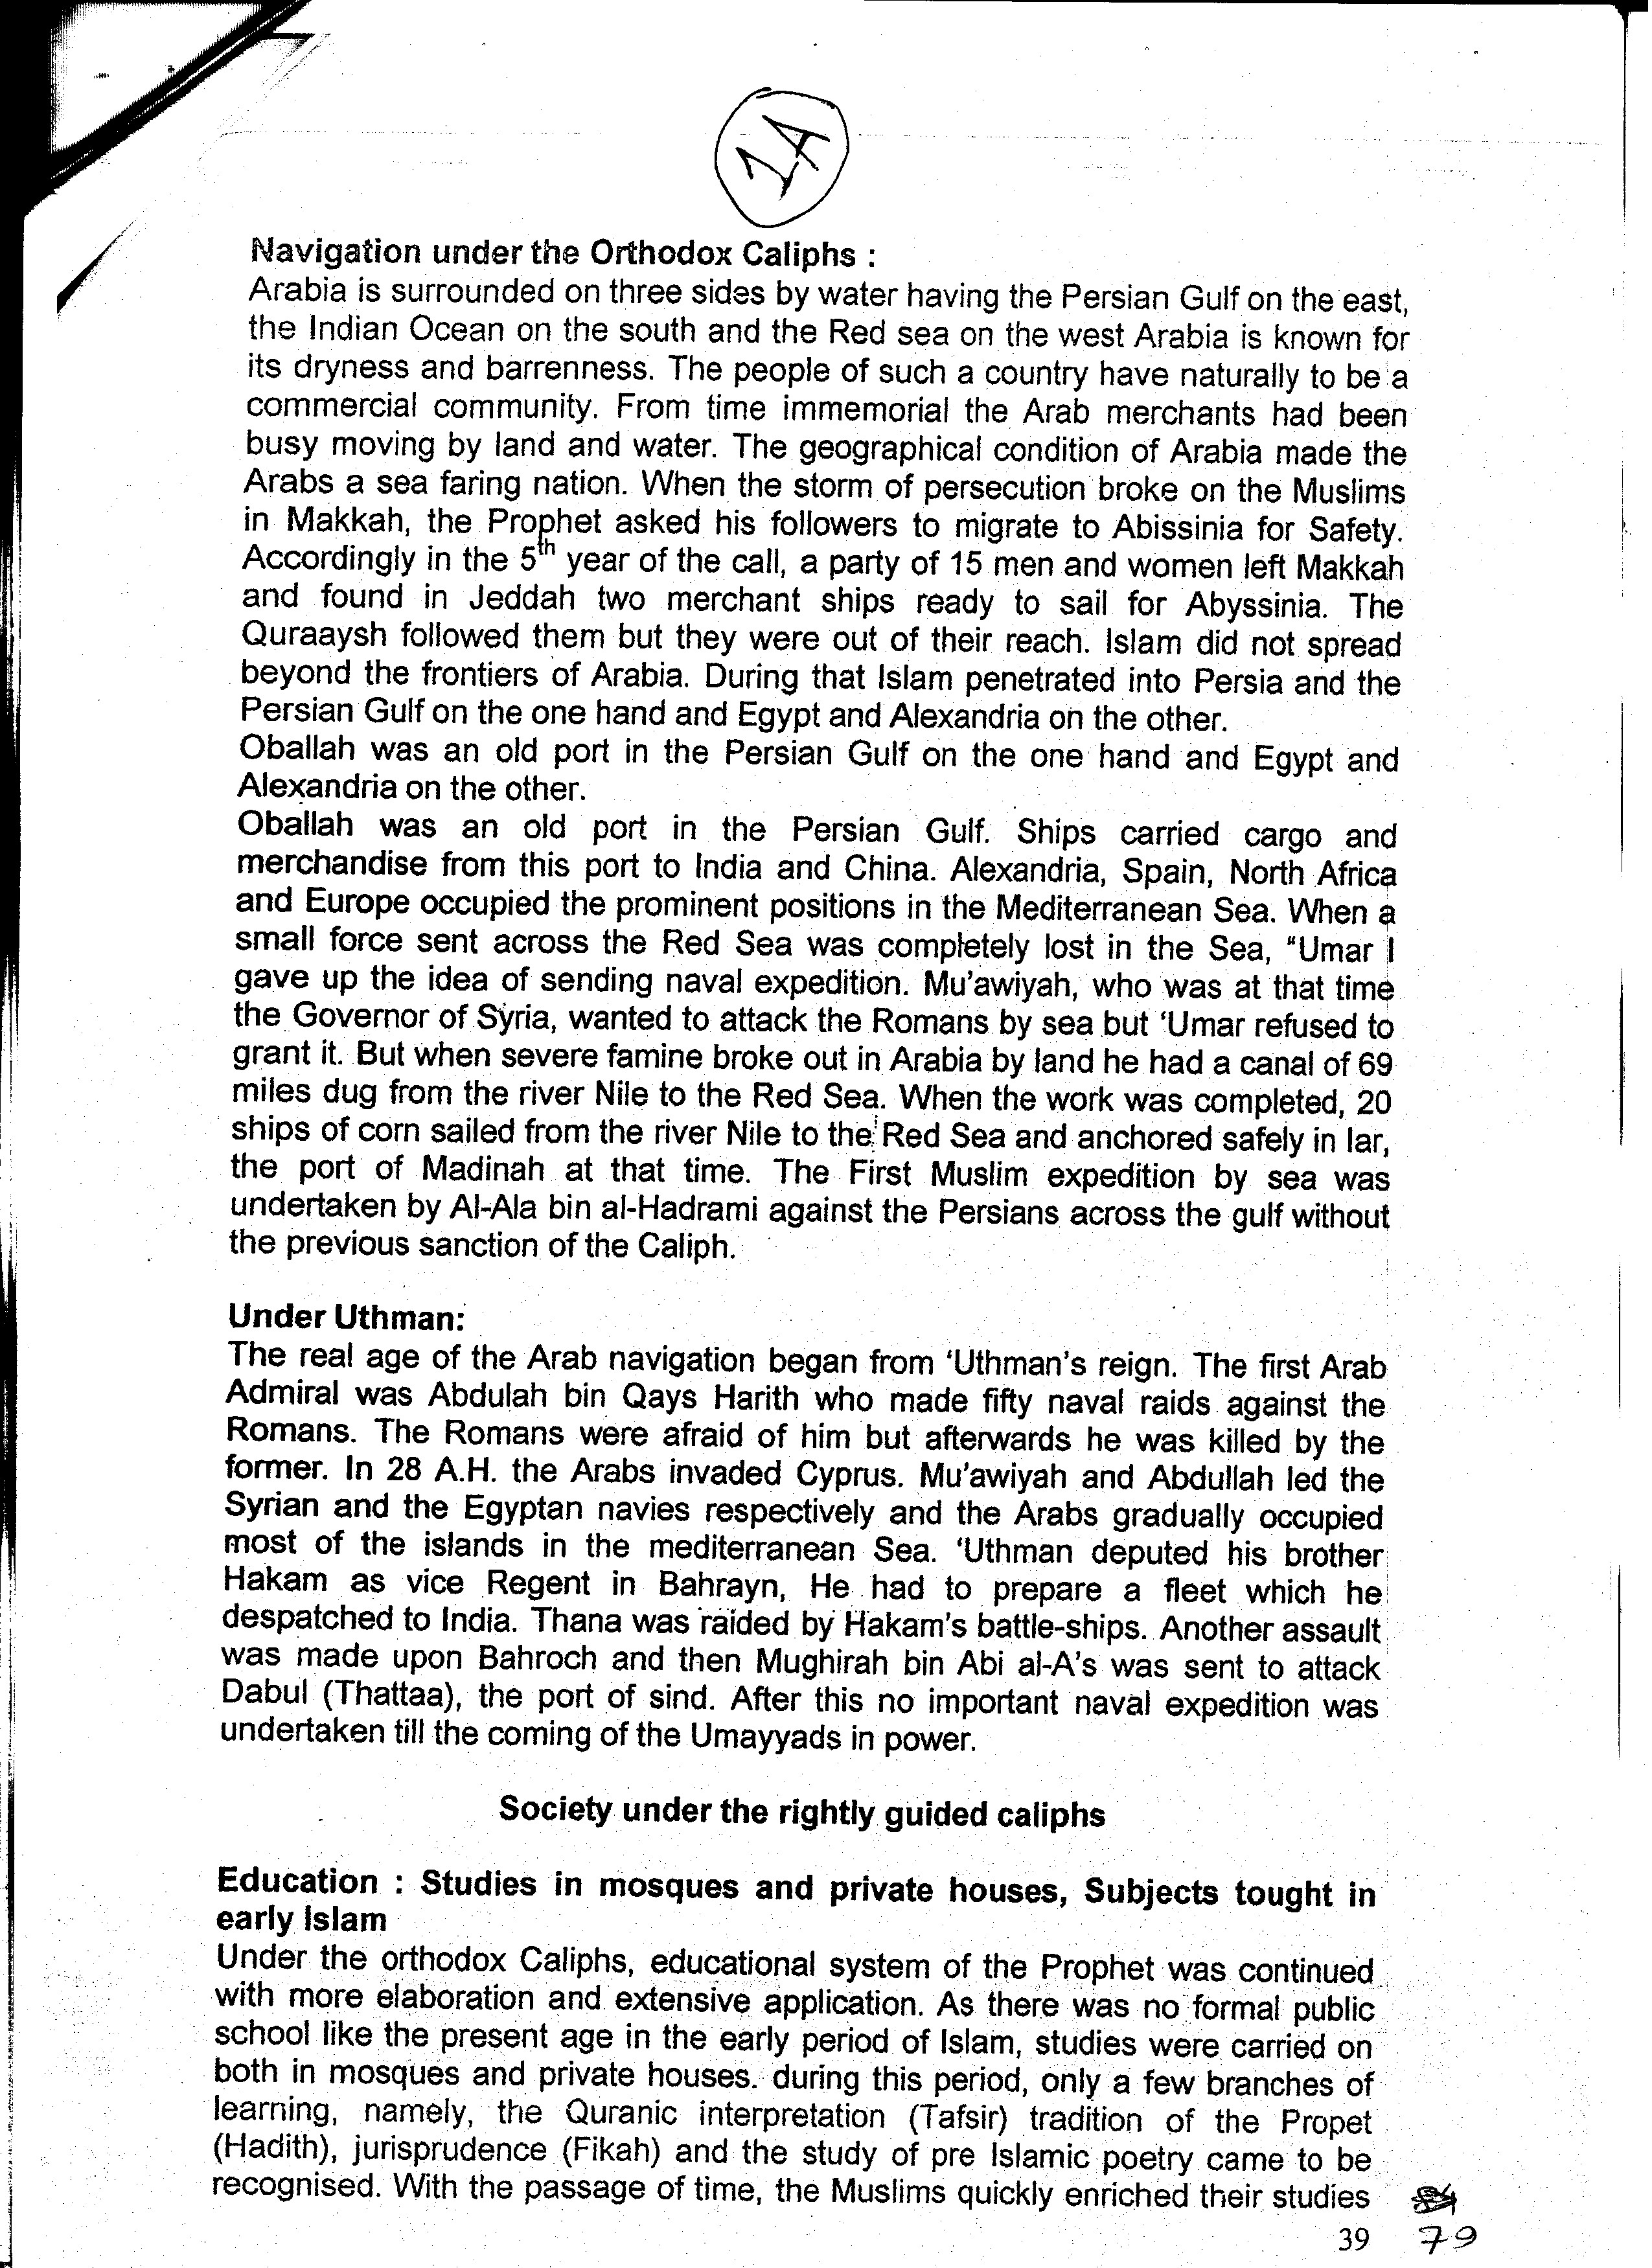 1A
Navigation under the Orthodox Caliphs :
Arabia is surrounded on three sides by water having the Persian Gulf on the east,
the Indian Ocean on the south and the Red sea on the west Arabia is known for
its dryness and barrenness. The people of such a country have naturally to be a
commercial community. From time immemorial the Arab merchants had been
busy moving by land and water. The geographical condition of Arabia made the
Arabs a sea faring nation. When the storm of persecution broke on the Muslims
in Makkah, the Prophet asked his followers to migrate to Abissinia for Safety.
Accordingly in the 5th year of the call, a party of 15 men and women left Makkah
and found in Jeddah two merchant ships ready to sail for Abyssinia. The
Quraaysh followed them but they were out of their reach. Islam did not spread
beyond the frontiers of Arabia. During that Islam penetrated into Persia and the
Persian Gulf on the one hand and Egypt and Alexandria on the other.
Oballah was an old port in the Persian Gulf on the one hand and Egypt and
Alexandria on the other.
Oballah was an old port in the Persian Gulf. Ships carried cargo and
merchandise from this port to India and China. Alexandria, Spain, North Africa
and Europe occupied the prominent positions in the Mediterranean Sea. When a
small force sent across the Red Sea was completely lost in the Sea, "Umar I
gave up the idea of sending naval expedition. Mu'awiyah, who was at that time
the Governor of Syria, wanted to attack the Romans by sea but 'Umar refused to
grant it. But when severe famine broke out in Arabia by land he had a canal of 69
miles dug from the river Nile to the Red Sea. When the work was completed, 20
ships of corn sailed from the river Nile to the Red Sea and anchored safely in Iar,
the port of Madinah at that time. The First Muslim expedition by sea was
undertaken by Al-Ala bin al-Hadrami against the Persians across the gulf without
the previous sanction of the Caliph.
Under Uthman:
The real age of the Arab navigation began from 'Uthman's reign. The first Arab
Admiral was Abdulah bin Qays Harith who made fifty naval raids against the
Romans. The Romans were afraid of him but afterwards he was killed by the
former. In 28 A.H. the Arabs invaded Cyprus. Mu'awiyah and Abdullah led the
Syrian and the Egyptan navies respectively and the Arabs gradually occupied
most of the islands in the mediterranean Sea. 'Uthman deputed his brother
Hakam as vice Regent in Bahrayn, He had to prepare a fleet which he
despatched to India. Thana was raided by Hakam's battle-ships. Another assault
was made upon Bahroch and then Mughirah bin Abi al-A's was sent to attack
Dabul (Thattaa), the port of sind. After this no important naval expedition was
undertaken till the coming of the Umayyads in power.
Society under the rightly guided caliphs
Education : Studies in mosques and private houses, Subjects tought in
early Islam
Under the orthodox Caliphs, educational system of the Prophet was continued
with more elaboration and extensive application. As there was no formal public
school like the present age in the early period of Islam, studies were carried on
both in mosques and private houses. during this period, only a few branches of
learning, namely, the Quranic interpretation (Tafsir) tradition of the Propet
(Hadith), jurisprudence (Fikah) and the study of pre Islamic poetry came to be
recognised. With the passage of time, the Muslims quickly enriched their studies
39 79